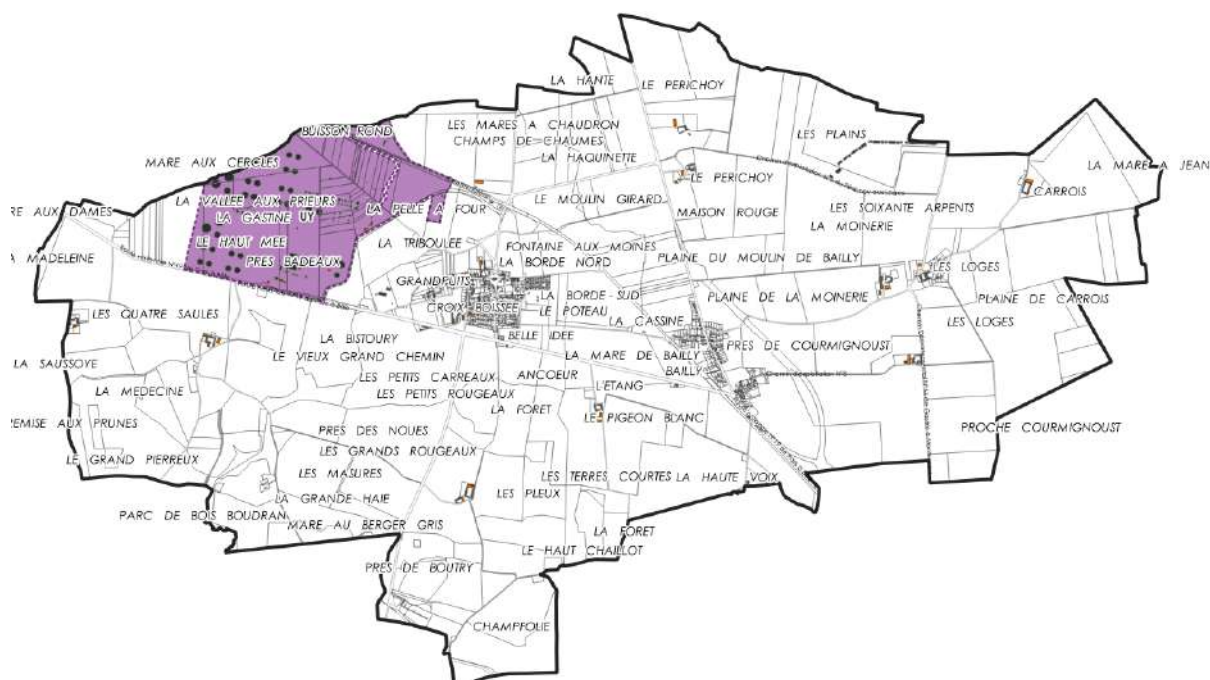 LA HANTE
LE PERICHOY
LES MARES A CHAUDRON
BUISSON ROND
CHAMPS DE CHAUMES
LES PLAINS
LA HAQUINETTE
MARE AUX CERCLES
LA MARE A JEAN
LE PERICHOY
CARROIS
LA VALLEE AUX PRIEURS
LE MOULIN GIRARD
RE AUX DAMES
LA PELLE A FOUR
MAISON ROUGE
LES SOIXANTE ARPENTS
LA GASTINE UY
LA MOINERIE
LE HAUT MEE
LA TRIBOULEE
FONTAINE AUX MOINES
A MADELEINE
PRES BADEAUX
LA BORDE NORD
PLAINE DU MOULIN DE BAILLY
LES LOGES
GRANDPUITS
LA BORDE-SUD
PLAINE DE LA MOINERIE
PLAINE DE CARROIS
CROIX BOISSEE
LE POTEAU
LES QUATRE SAULES
LA CASSINE
LES LOGES
LA BISTOURY
BELLE IDEE
PRES DE COURMIGNOUST
LE VIEUX GRAND CHEMIN
LA MARE DE BAILLY
LA SAUSSOYE
BAILLY
LES PETITS CARREAUX
ANCOEUR
LA MEDECINE
L'ETANG
LES PETITS ROUGEAUX
LA FORET
LE PIGEON BLANC
REMISE AUX PRUNES
PRES DES NOUES
PROCHE COURMIGNOUST
LES GRANDS ROUGEAUX
LE GRAND PIERREUX
LES MASURES
LES TERRES COURTES
LA HAUTE VOIX
LES PLEUX
LA GRANDE HAIE
PARC DE BOIS BOUDRAN
MARE AU BERGER GRIS
LA FORET
LE HAUT CHAILLOT
PRES DE BOUTRY
CHAMPFOLIE